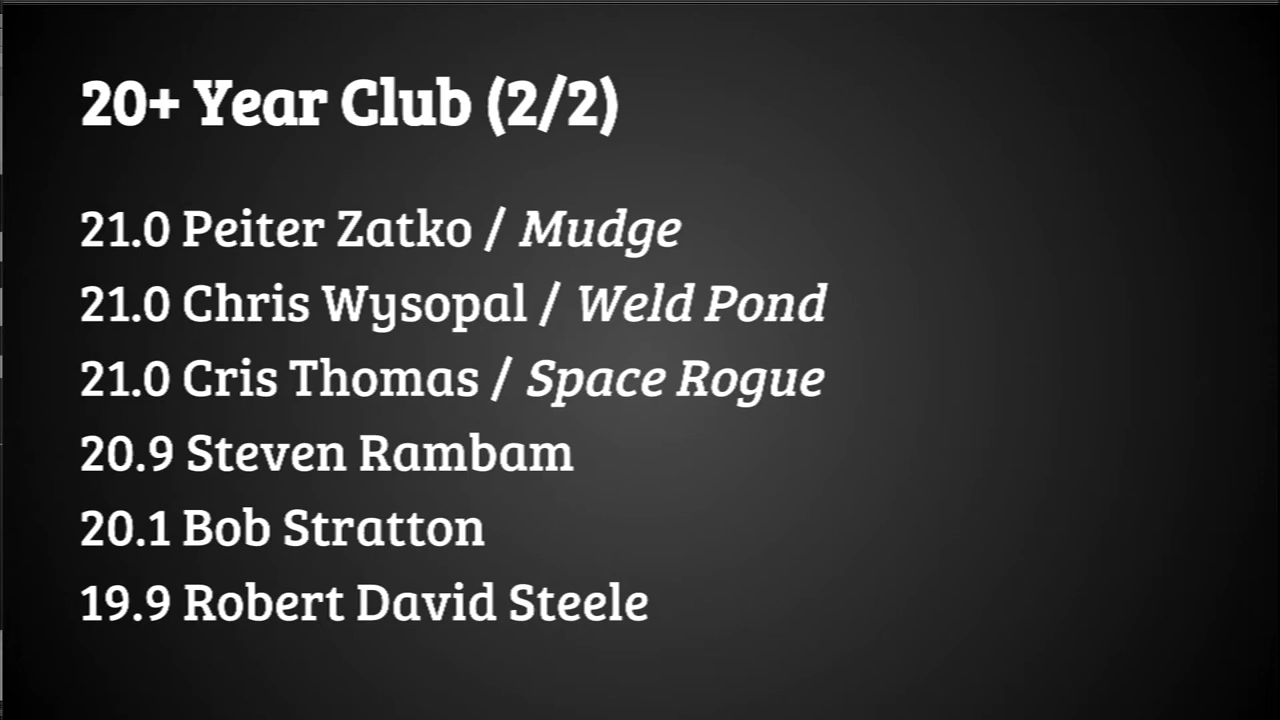 20+ Year Club (2/2)
21.0 Peiter Zatko / Mudge
21.0 Chris Wysopal / Weld Pond
21.0 Cris Thomas / Space Rogue
20.9 Steven Rambam
20.1 Bob Stratton
19.9 Robert David Steele